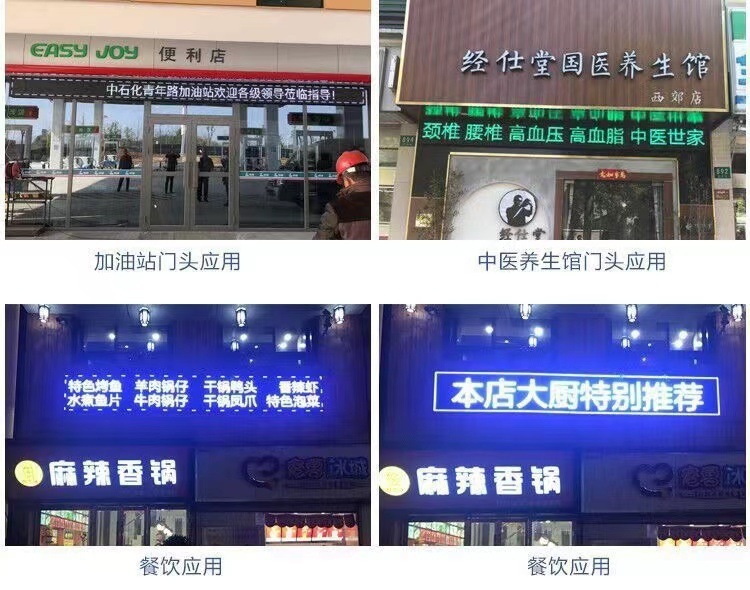 EASY JOY 便利店
中石化青年路加油站欢迎各级领导莅临指导!
加油站门头应用
经仕堂国医养生馆
西郊店
颈椎 腰椎 高血压 高血脂 中医世家
894
892
经仕堂
中医养生馆门头应用
特色烤鱼 羊肉锅仔 干锅鸭头 香辣虾
水煮鱼片 牛肉锅仔 干锅凤爪 特色泡菜
麻辣香锅
餐饮应用
本店大厨特别推荐
麻辣香锅
餐饮应用